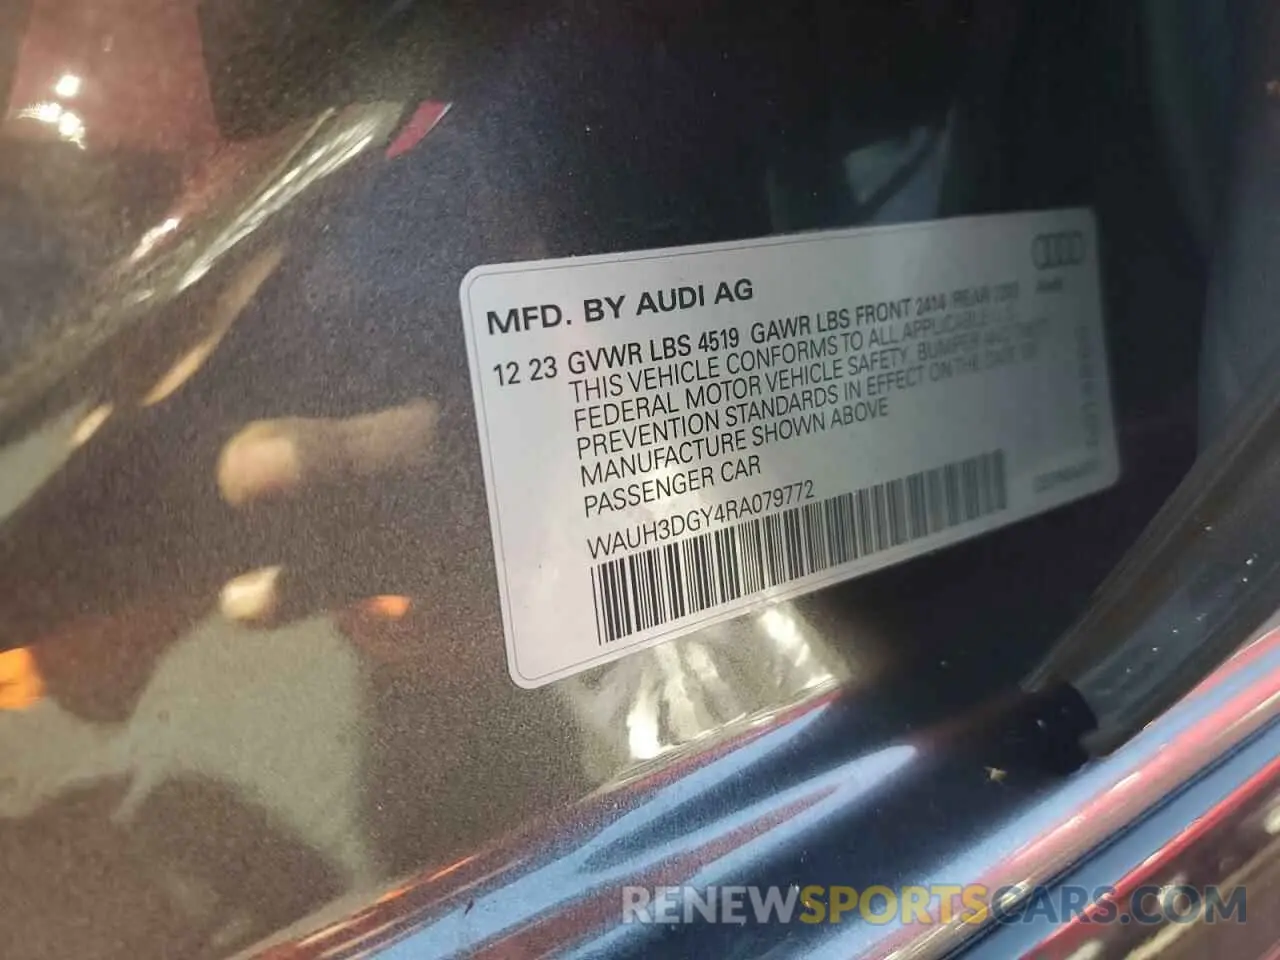 MFD. BY AUDI AG
12 23 GVWR LBS 4519 GAWR LBS FRONT 2414 REAR
THIS VEHICLE CONFORMS TO ALL APPLICABLE
FEDERAL MOTOR VEHICLE SAFETY, BUMPER
PREVENTION STANDARDS IN EFFECT ON THE
MANUFACTURE SHOWN ABOVE
PASSENGER CAR
WAUH3DGY4RA079772
RENEWSPORTSCARS.COM